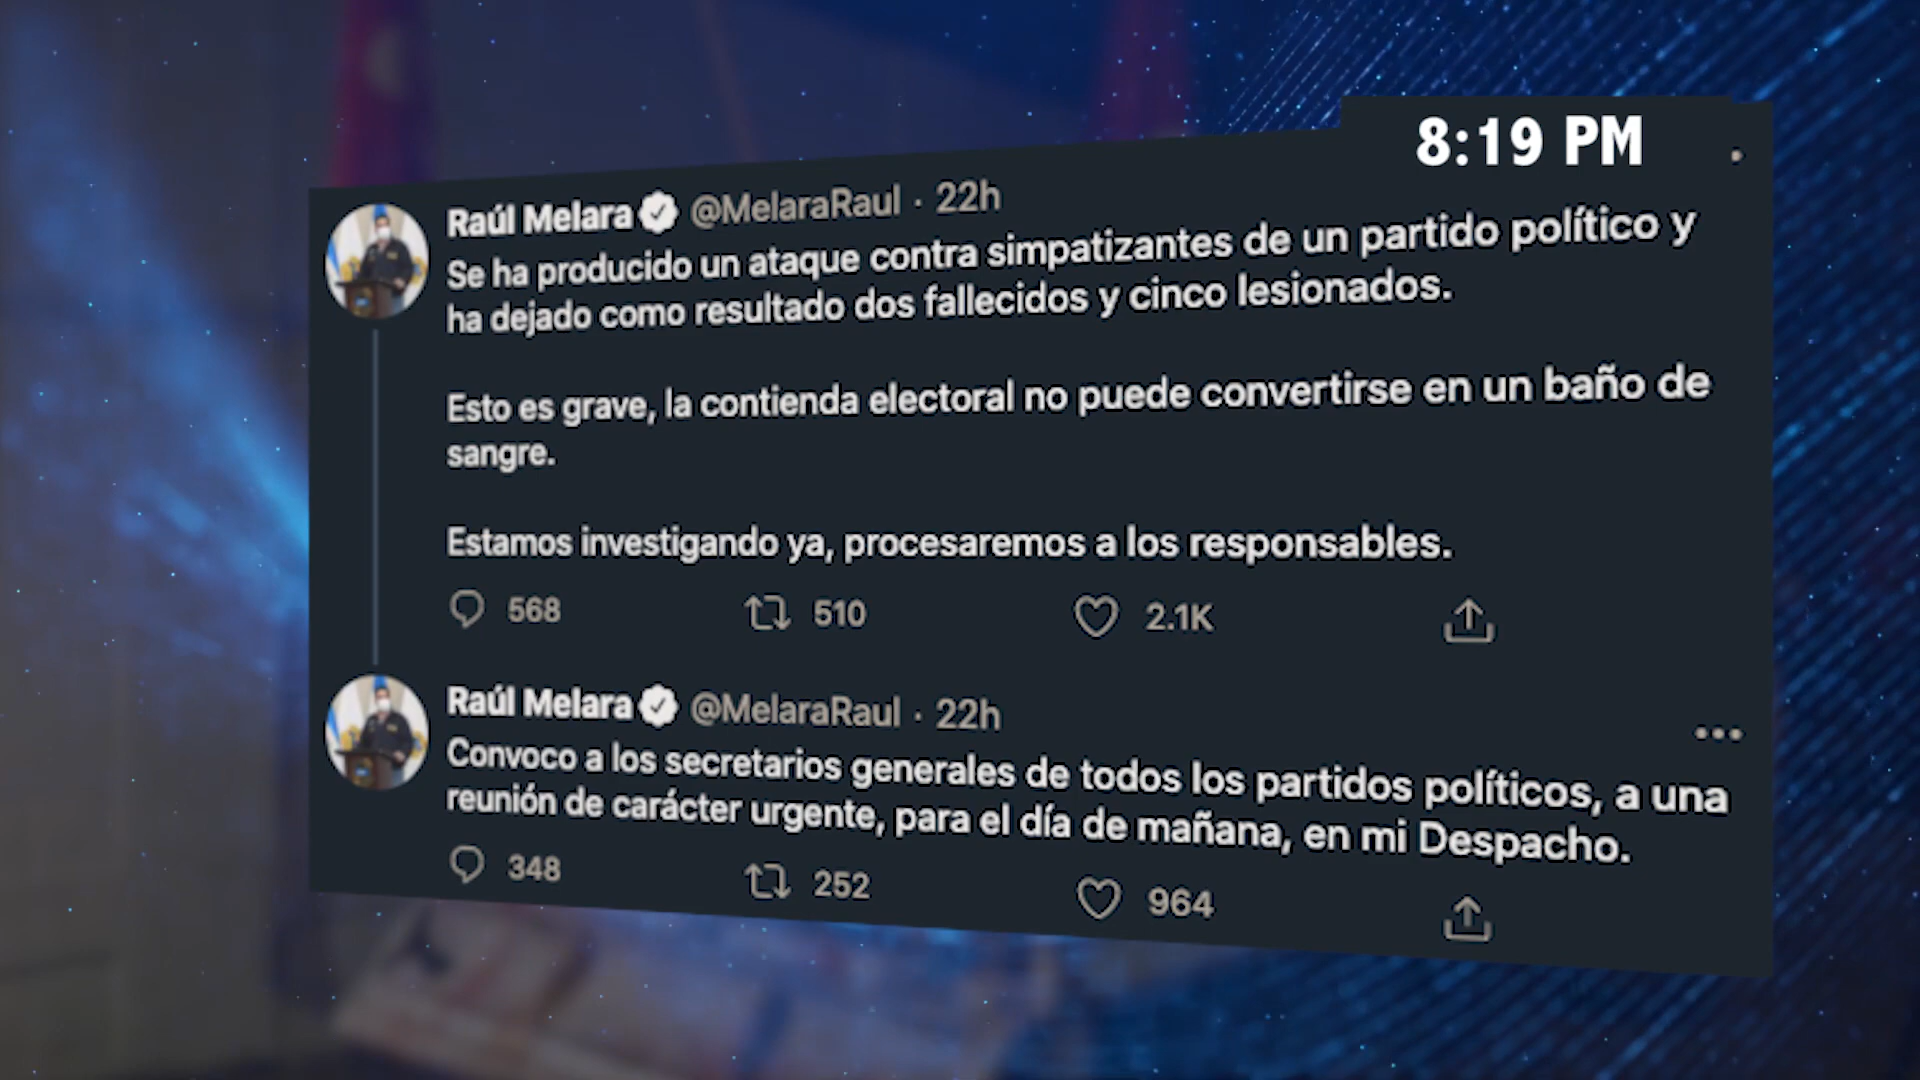 8:19 PM
Raúl Melara @MelaraRaul · 22h
Se ha producido un ataque contra simpatizantes de un partido político y
ha dejado como resultado dos fallecidos y cinco lesionados.
Esto es grave, la contienda electoral no puede convertirse en un baño de
sangre.
Estamos investigando ya, procesaremos a los responsables.
568 510 2.1K
Raúl Melara @MelaraRaul · 22h
Convoco a los secretarios generales de todos los partidos políticos, a una
reunión de carácter urgente, para el día de mañana, en mi Despacho.
348 252 964